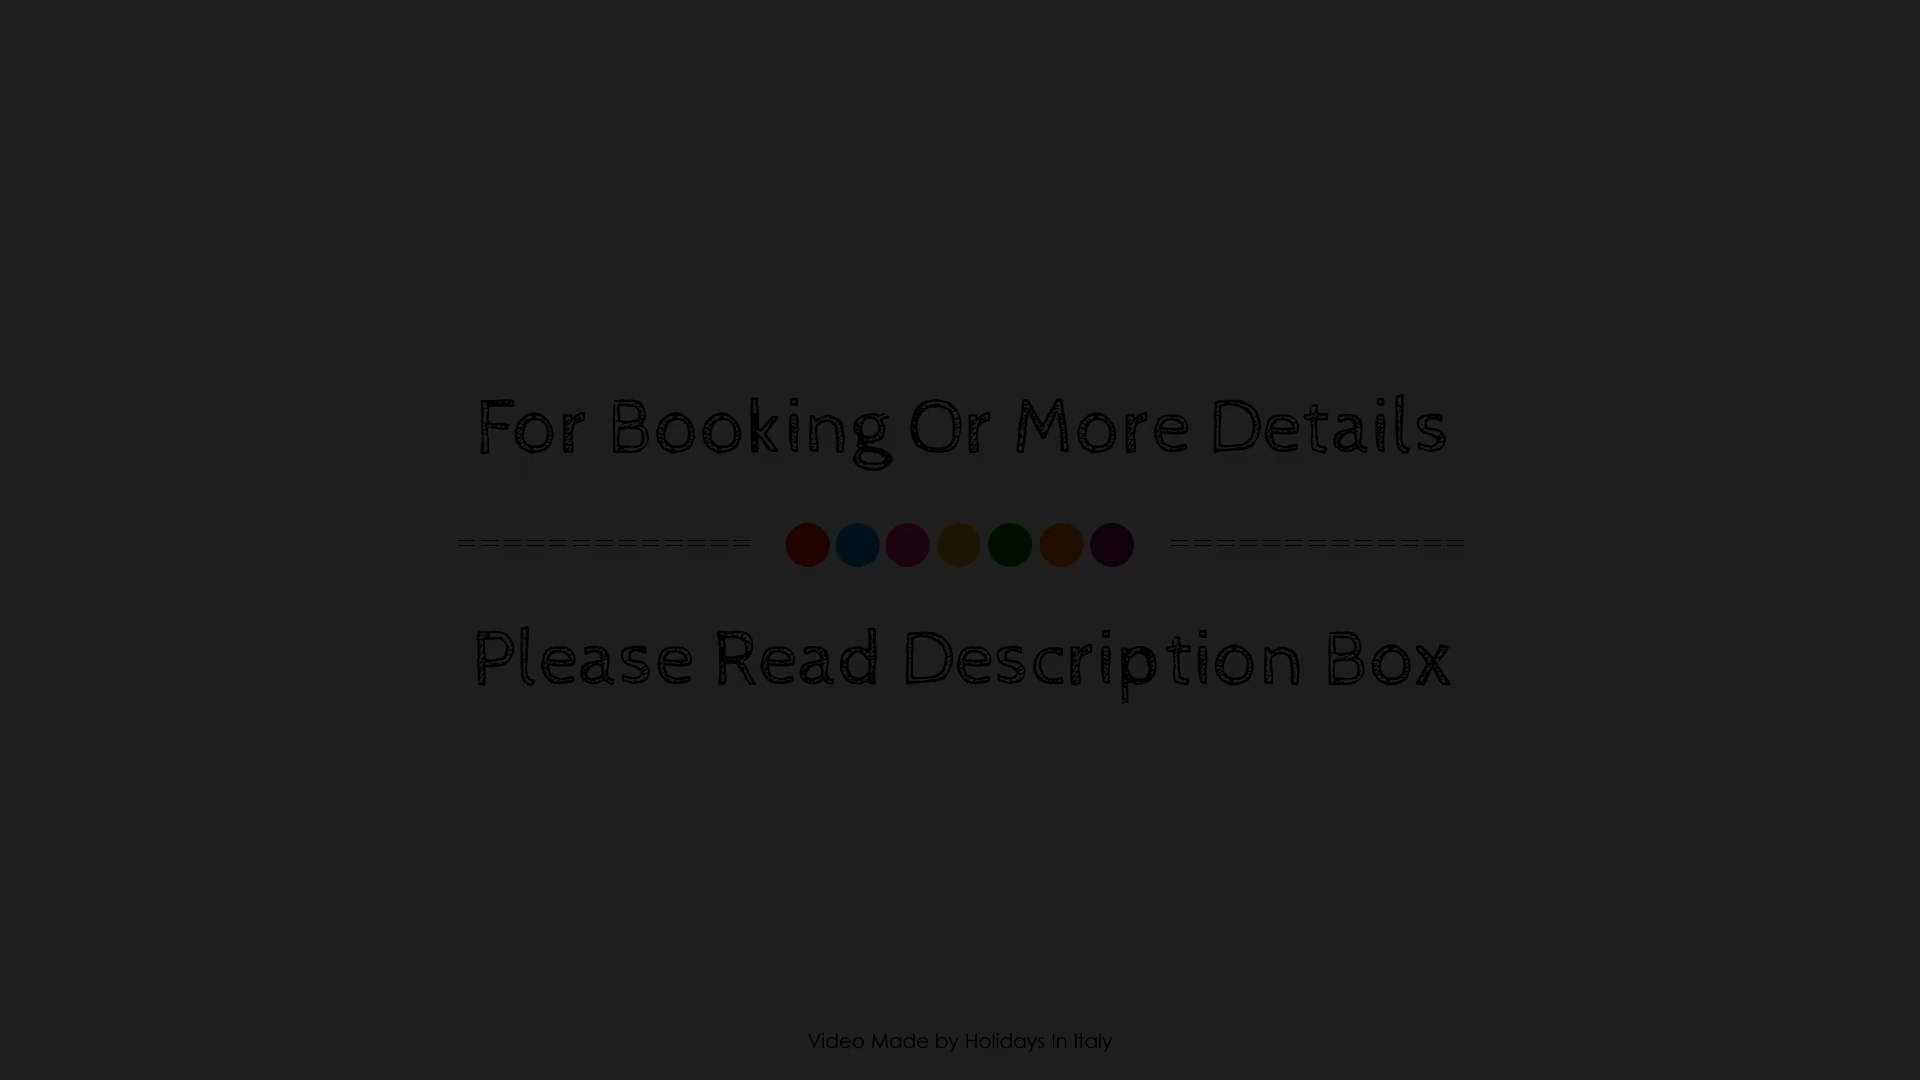 For Booking Or More Details
============= =============
Please Read Description Box
Video Made by Holidays In Italy